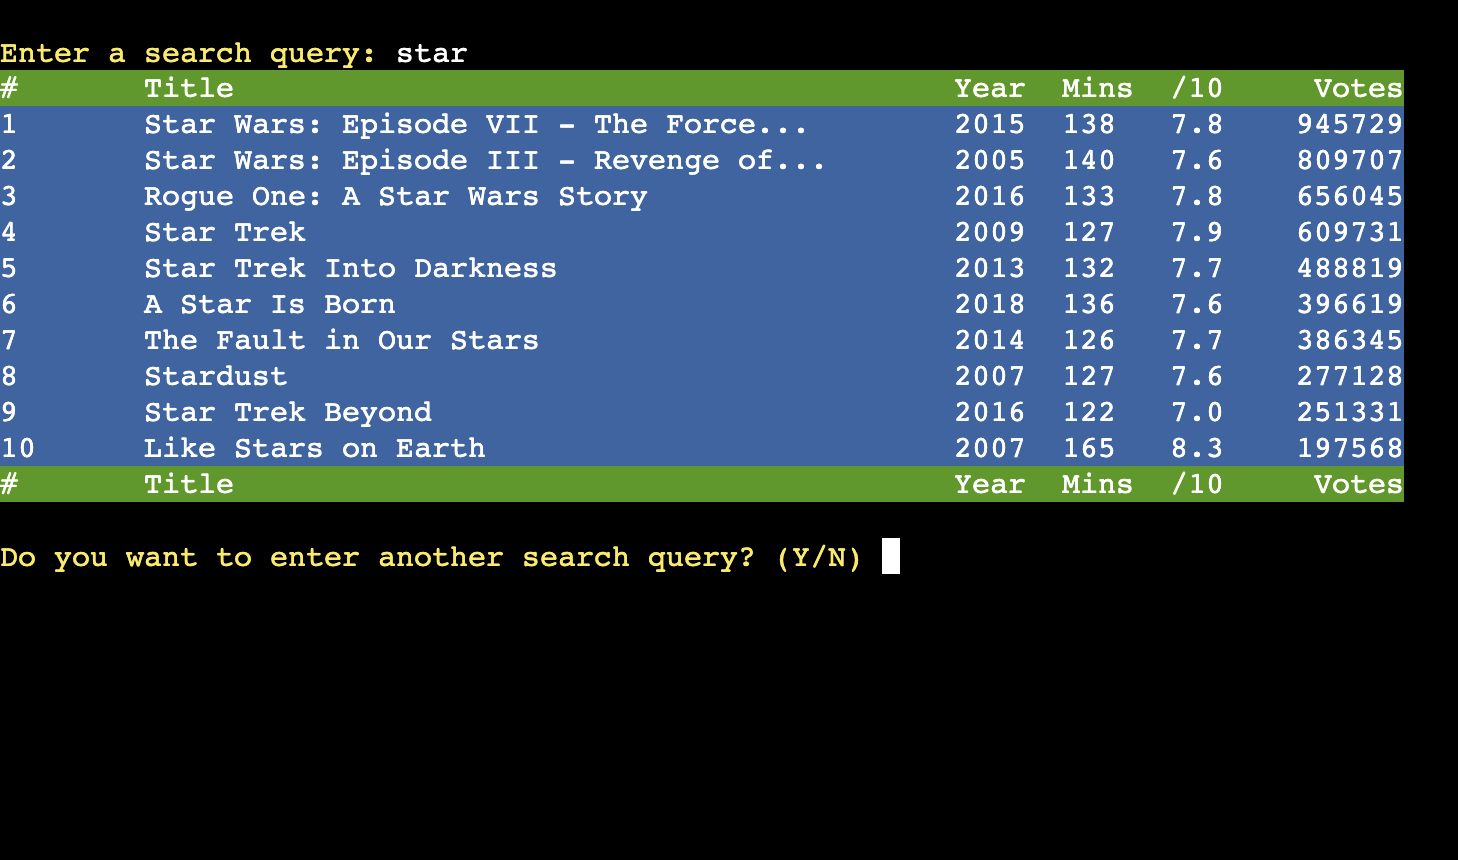 Enter a search query: star
# Title Year Mins /10 Votes
1 Star Wars: Episode VII - The Force... 2015 138 7.8 945729
2 Star Wars: Episode III - Revenge of... 2005 140 7.6 809707
3 Rogue One: A Star Wars Story 2016 133 7.8 656045
4 Star Trek 2009 127 7.9 609731
5 Star Trek Into Darkness 2013 132 7.7 488819
6 A Star Is Born 2018 136 7.6 396619
7 The Fault in Our Stars 2014 126 7.7 386345
8 Stardust 2007 127 7.6 277128
9 Star Trek Beyond 2016 122 7.0 251331
10 Like Stars on Earth 2007 165 8.3 197568
# Title Year Mins /10 Votes
Do you want to enter another search query? (Y/N)